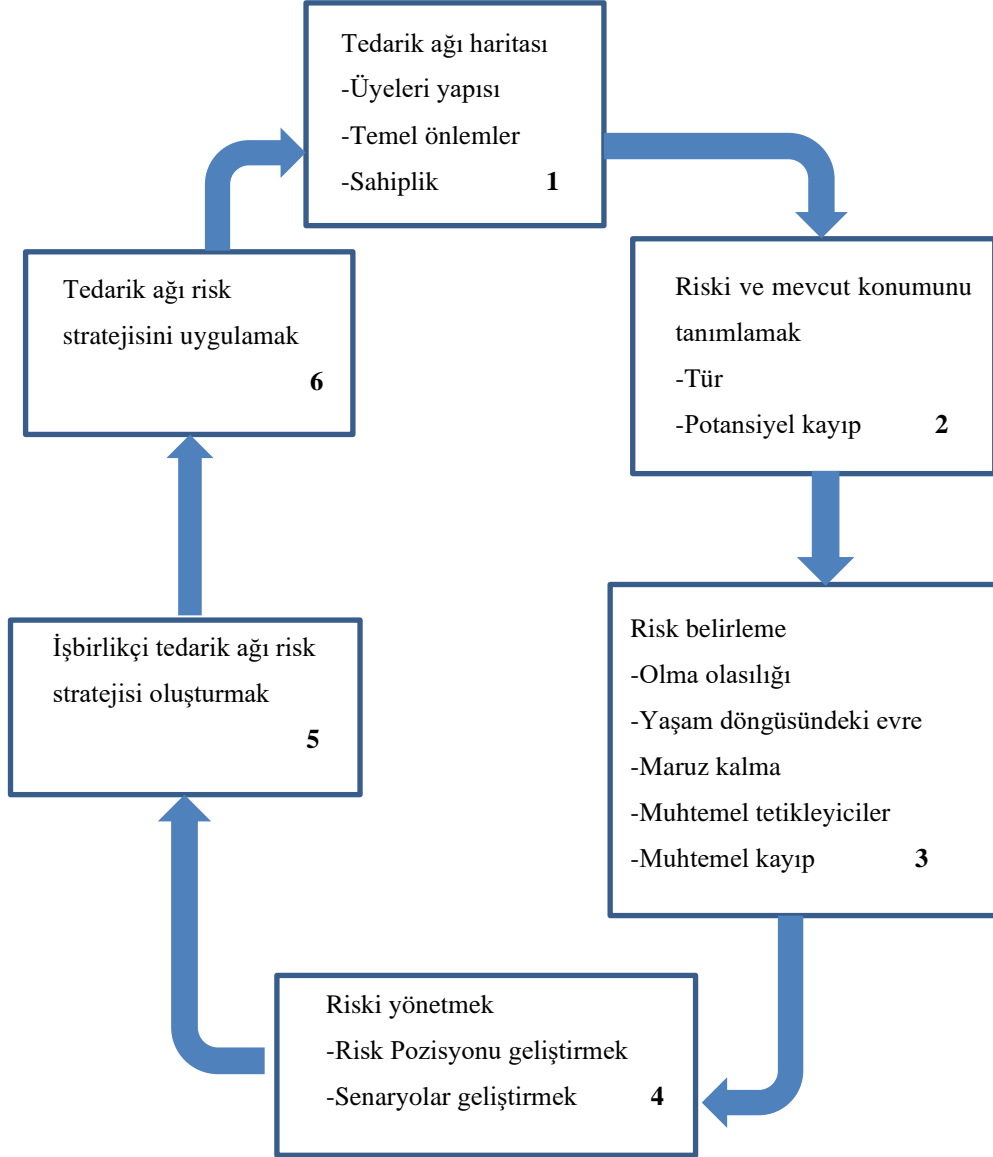 Tedarik ağı haritası
-Üyeleri yapısı
-Temel önlemler
-Sahiplik 1
Riski ve mevcut konumunu
tanımlamak
-Tür
-Potansiyel kayıp 2
Risk belirleme
-Olma olasılığı
-Yaşam döngüsündeki evre
-Maruz kalma
-Muhtemel tetikleyiciler
-Muhtemel kayıp 3
Riski yönetmek
-Risk Pozisyonu geliştirmek
-Senaryolar geliştirmek 4
İşbirlikçi tedarik ağı risk
stratejisi oluşturmak
5
Tedarik ağı risk
stratejisini uygulamak
6